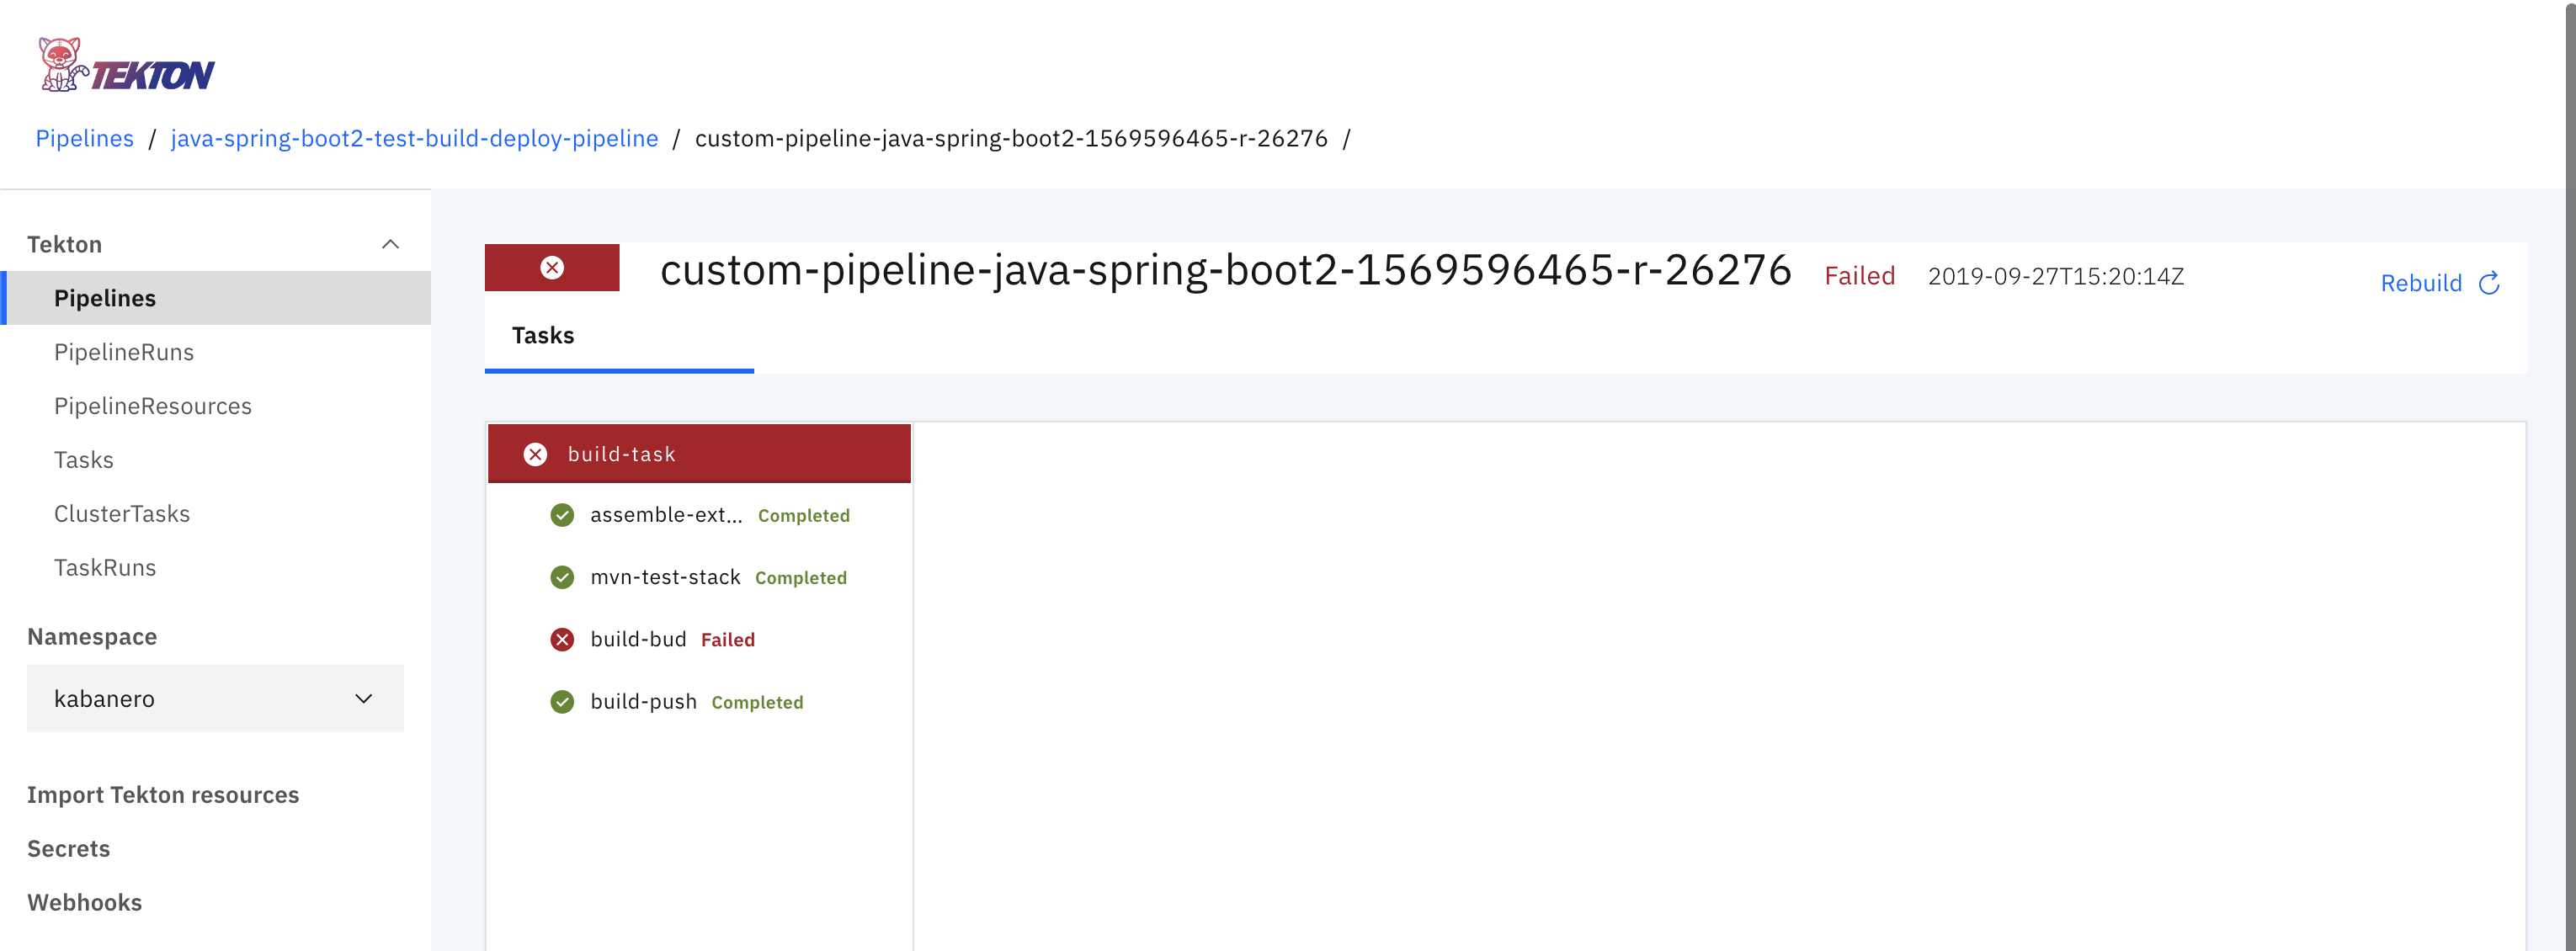 TEKTON
Pipelines / java-spring-boot2-test-build-deploy-pipeline / custom-pipeline-java-spring-boot2-1569596465-r-26276 /
Tekton
Pipelines
PipelineRuns
PipelineResources
Tasks
ClusterTasks
TaskRuns
Namespace
kabanero
Import Tekton resources
Secrets
Webhooks
custom-pipeline-java-spring-boot2-1569596465-r-26276 Failed 2019-09-27T15:20:14Z Rebuild
Tasks
build-task
assemble-ext... Completed
mvn-test-stack Completed
build-bud Failed
build-push Completed